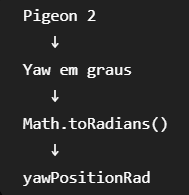 Pigeon 2
↓
Yaw em graus
↓
Math.toRadians()
↓
yawPositionRad